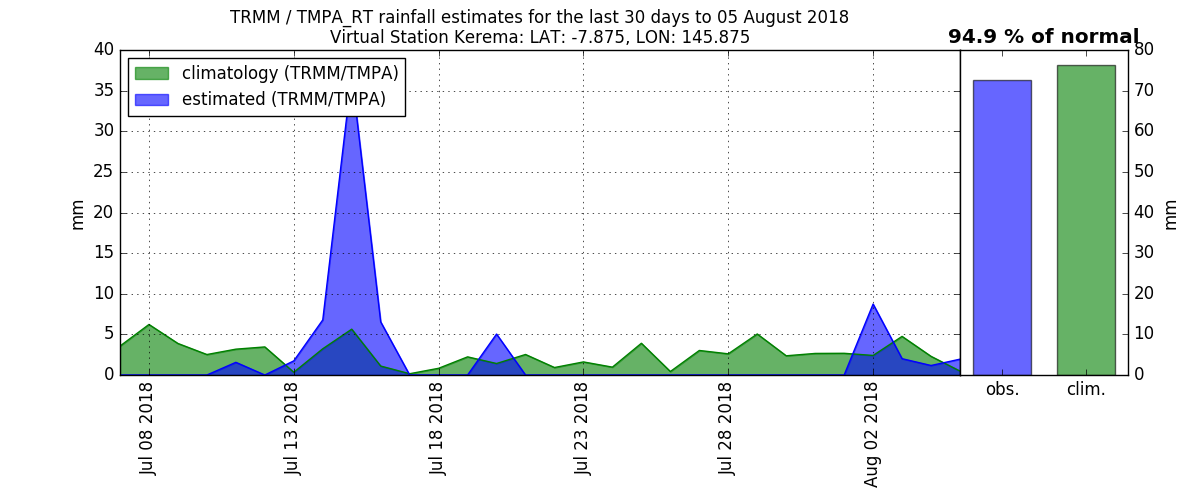 TRMM / TMPA_RT rainfall estimates for the last 30 days to 05 August 2018
Virtual Station Kerema: LAT: -7.875, LON: 145.875
94.9 % of normal
climatology (TRMM/TMPA)
estimated (TRMM/TMPA)
40
35
30
25
20
15
10
5
0
mm
Jul 08 2018
Jul 13 2018
Jul 18 2018
Jul 23 2018
Jul 28 2018
Aug 02 2018
80
70
60
50
40
30
20
10
0
mm
obs.
clim.